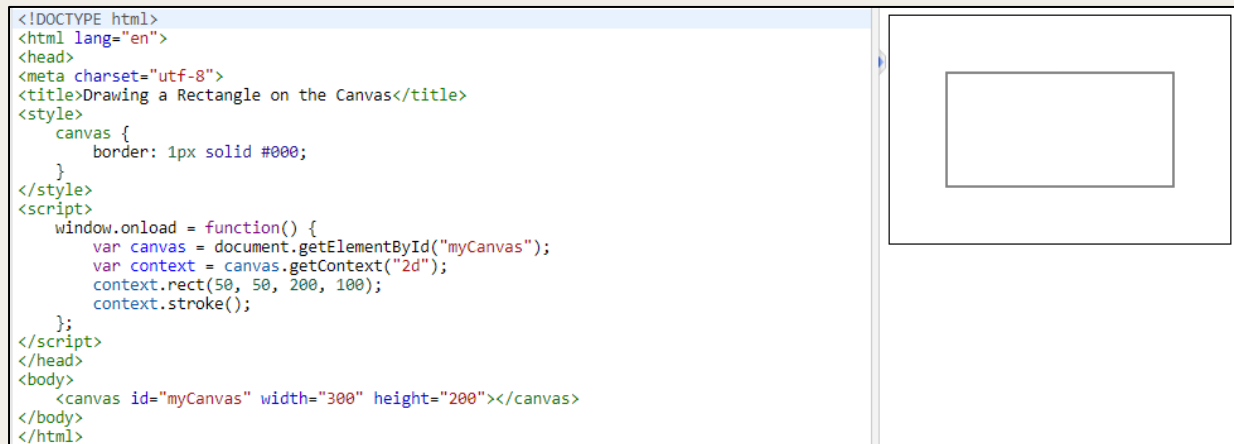 <!DOCTYPE html>
<html lang="en">
<head>
<meta charset="utf-8">
<title>Drawing a Rectangle on the Canvas</title>
<style>
    canvas {
        border: 1px solid #000;
    }
</style>
<script>
    window.onload = function() {
        var canvas = document.getElementById("myCanvas");
        var context = canvas.getContext("2d");
        context.rect(50, 50, 200, 100);
        context.stroke();
    };
</script>
</head>
<body>
    <canvas id="myCanvas" width="300" height="200"></canvas>
</body>
</html>